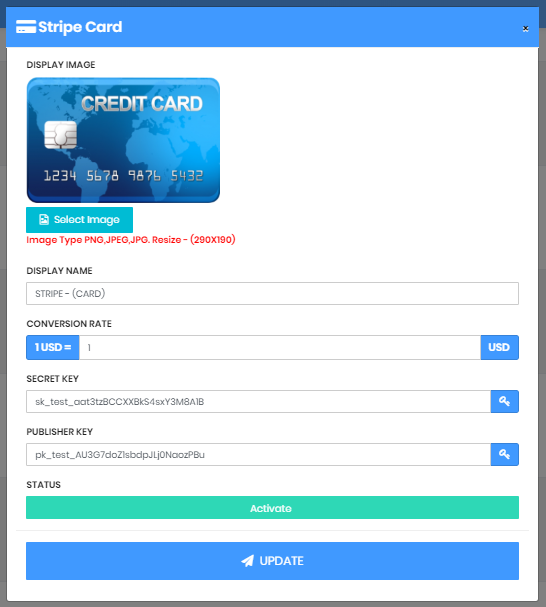 Stripe Card
x
DISPLAY IMAGE
CREDIT CARD
1234 5678 9876 5432
Select Image
Image Type PNG,JPEG,JPG. Resize - (290X190)
DISPLAY NAME
STRIPE - (CARD)
CONVERSION RATE
1 USD = 1 USD
SECRET KEY
sk_test_aat3tzBCCXXBkS4sxY3M8A1B
PUBLISHER KEY
pk_test_AU3G7doZ1sbdpJLj0NaozPBu
STATUS
Activate
UPDATE